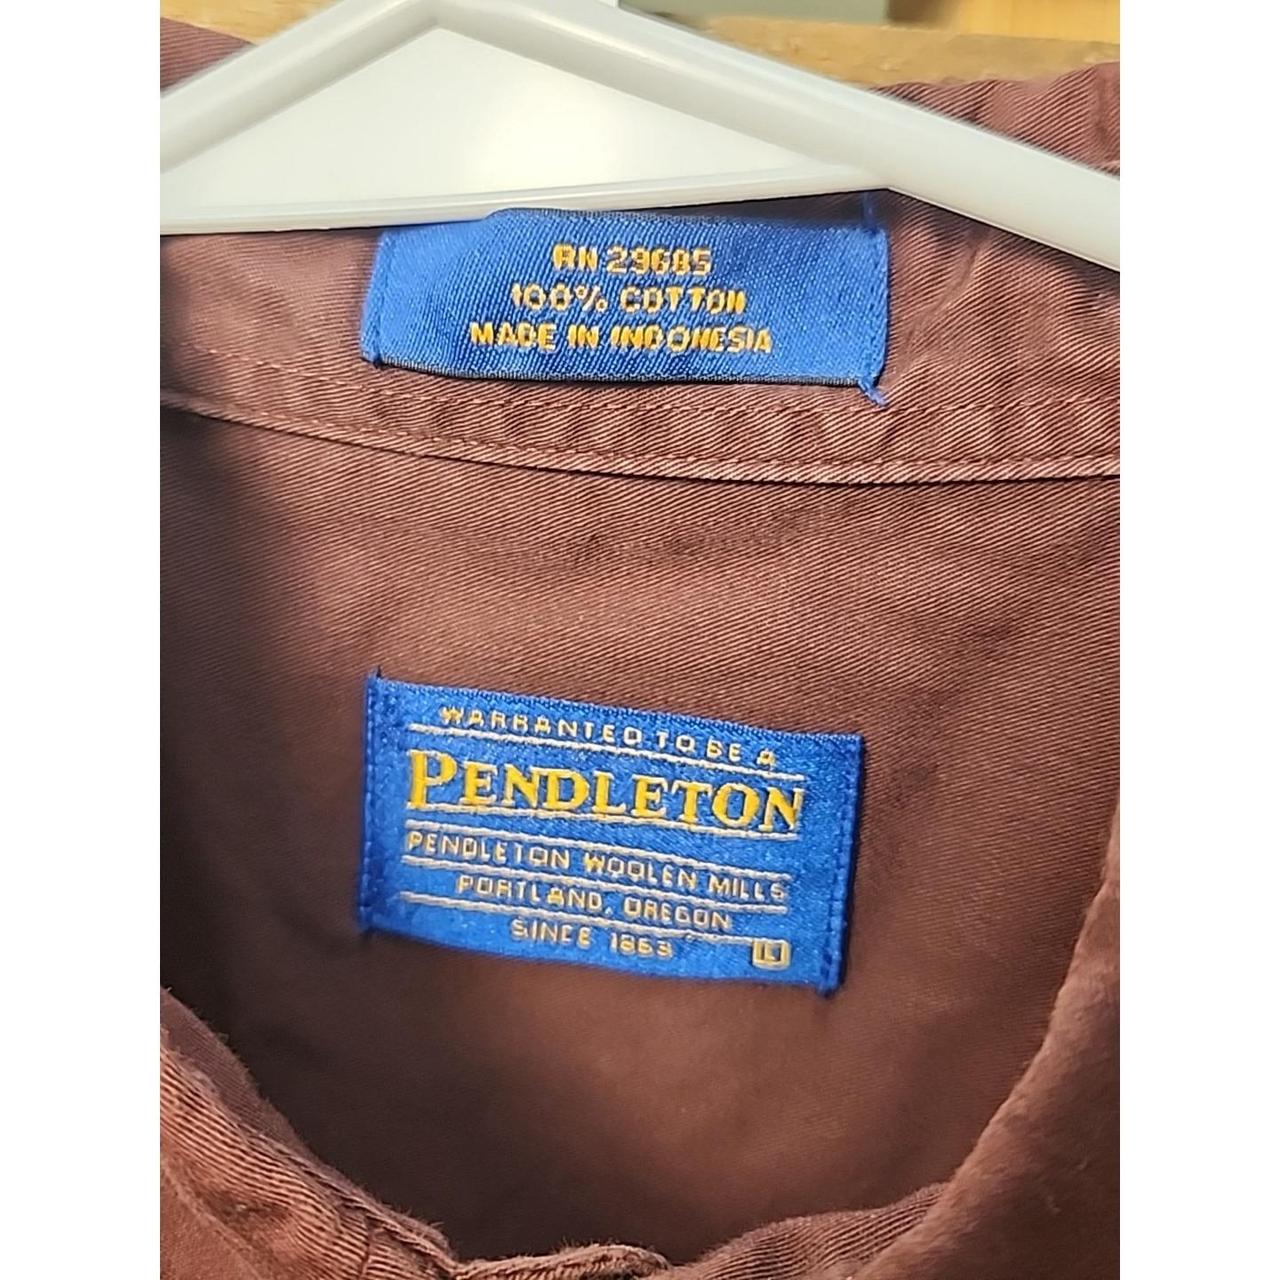 RN 29685
100% COTTON
MADE IN INDONESIA
WARRANTED TO BE A
PENDLETON
PENDLETON WOOLEN MILLS
PORTLAND, OREGON
SINCE 1863
L